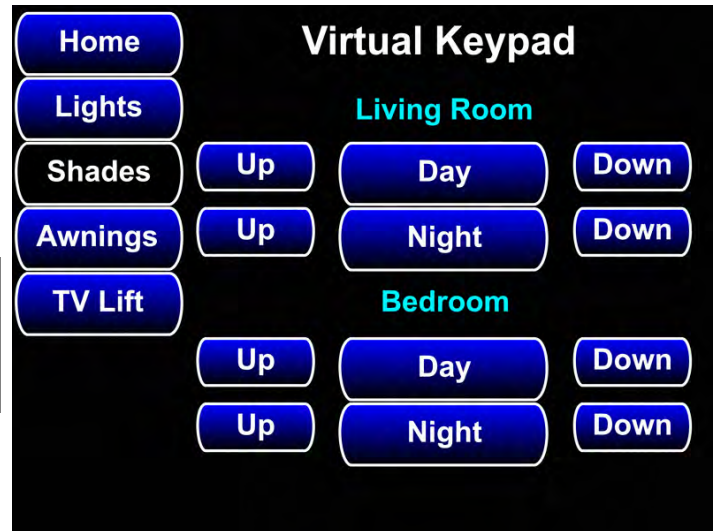 Virtual Keypad
Home
Lights
Shades
Awnings
TV Lift
Living Room
Up Day Down
Up Night Down
Bedroom
Up Day Down
Up Night Down